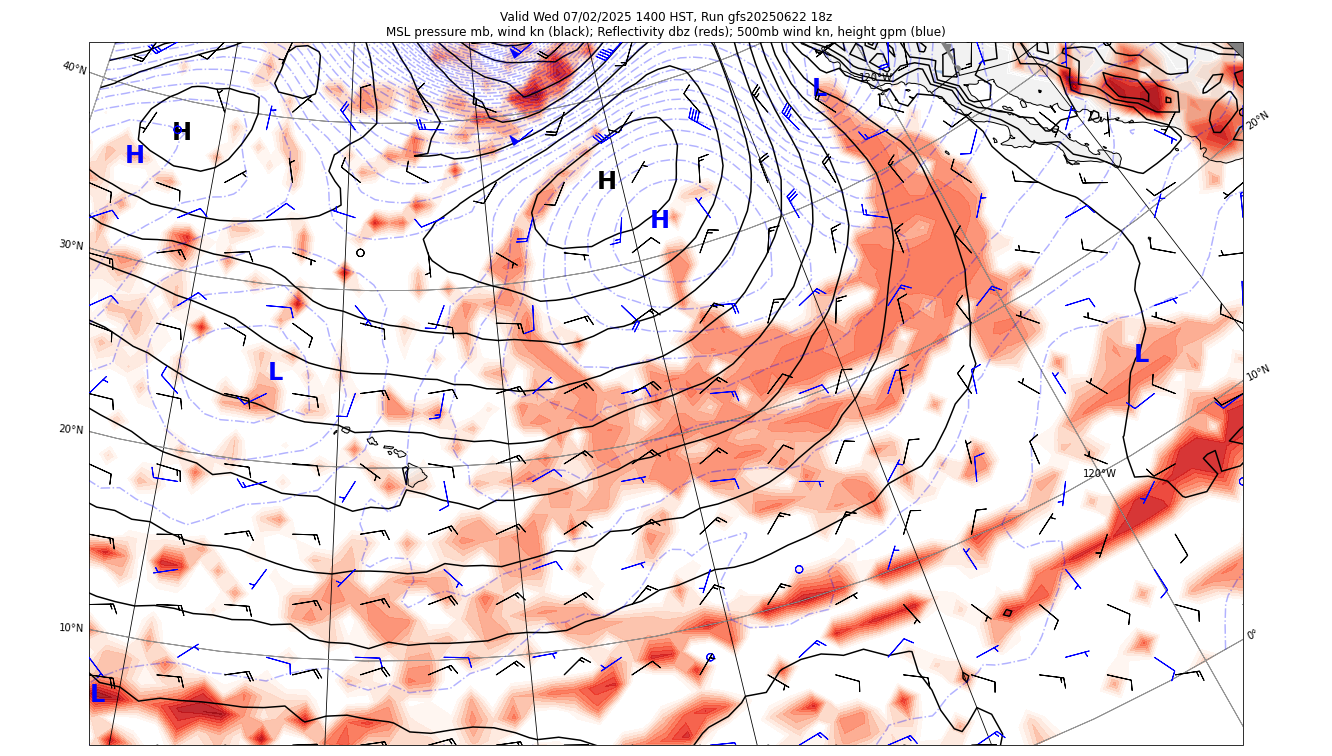 Valid Wed 07/02/2025 1400 HST, Run gfs20250622 18z
MSL pressure mb, wind kn (black); Reflectivity dbz (reds); 500mb wind kn, height gpm (blue)
40°N
120°W
L
20°N
H
H
H
H
30°N
L
L
10°N
20°N
120°W
10°N
0°
L